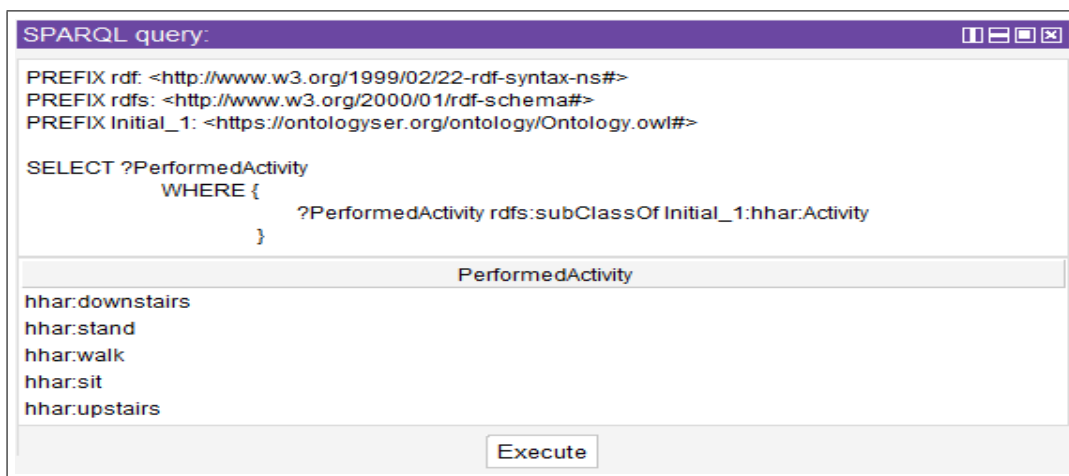 SPARQL query:
PREFIX rdf: <http://www.w3.org/1999/02/22-rdf-syntax-ns#>
PREFIX rdfs: <http://www.w3.org/2000/01/rdf-schema#>
PREFIX Initial_1: <https://ontologyser.org/ontology/Ontology.owl#>
SELECT ?PerformedActivity
WHERE {
?PerformedActivity rdfs:subClassOf Initial_1:hhar:Activity
}
PerformedActivity
hhar:downstairs
hhar:stand
hhar:walk
hhar:sit
hhar:upstairs
Execute